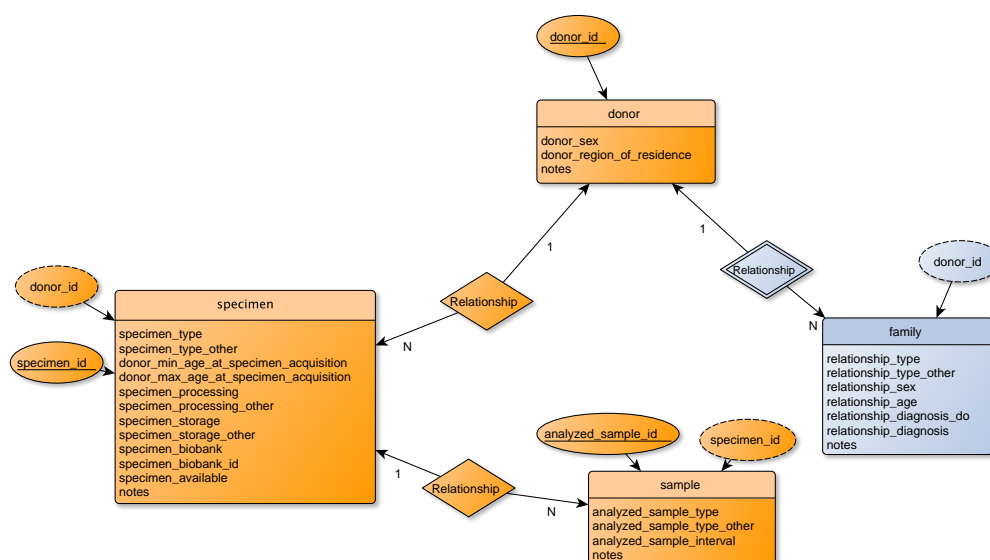 donor_id
donor
donor_sex
donor_region_of_residence
notes
1
1
Relationship
donor_id
donor_id
specimen
Relationship
N
N
family
specimen_type
specimen_type_other
donor_min_age_at_specimen_acquisition
donor_max_age_at_specimen_acquisition
specimen_processing
specimen_processing_other
specimen_storage
specimen_storage_other
specimen_biobank
specimen_biobank_id
specimen_available
notes
specimen_id
relationship_type
relationship_type_other
relationship_sex
relationship_age
relationship_diagnosis_do
relationship_diagnosis
notes
analyzed_sample_id
specimen_id
1
Relationship
N
sample
analyzed_sample_type
analyzed_sample_type_other
analyzed_sample_interval
notes